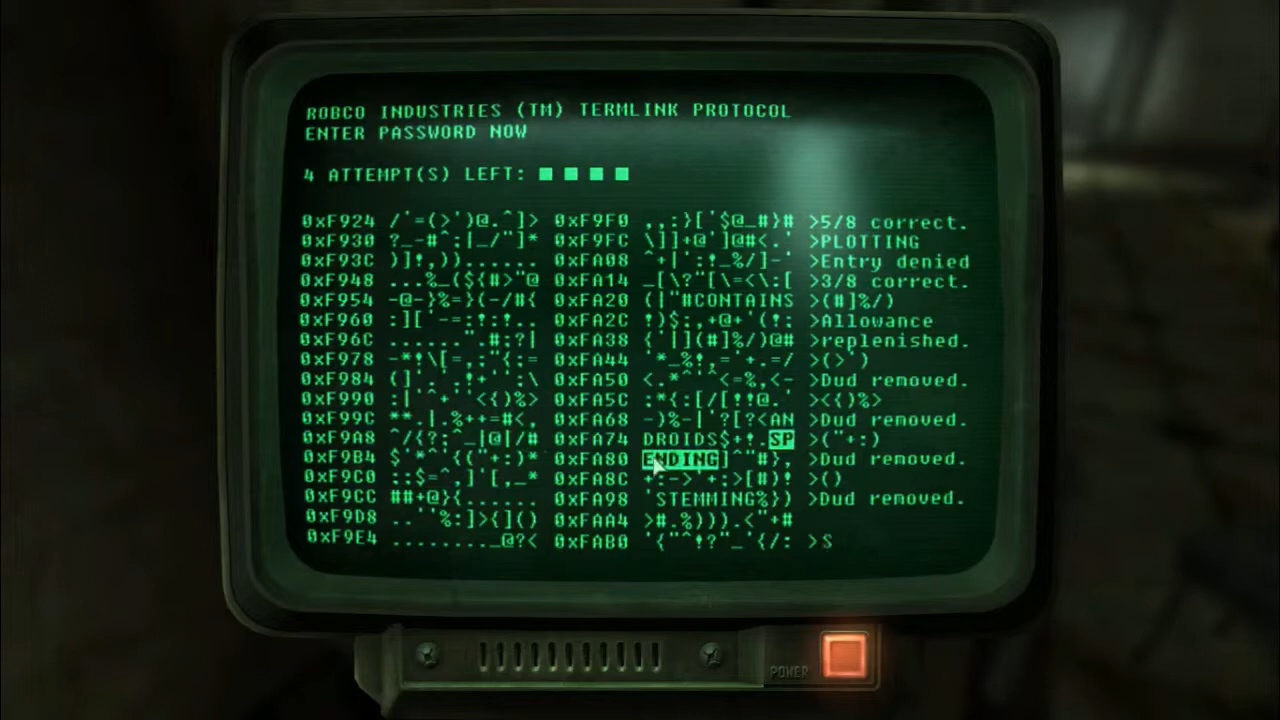 ROBCO INDUSTRIES (TM) TERMLINK PROTOCOL
ENTER PASSWORD NOW
4 ATTEMPT(S) LEFT:
0xF924 /'=(>')@.^]> 0xF9F0 ,,:}['$@_#}# >5/8 correct.
0xF930 ?_-#^:|_/"]* 0xF9FC \]]+@']@#<.' >PLOTTING
0xF93C )]!,))...... 0xFA08 ^+|':!_%/]-' >Entry denied
0xF948 ...%_(${#>"@ 0xFA14 _[\?"[\=<\:[ >3/8 correct.
0xF954 -@-}%=}(-/#{ 0xFA20 (|"#CONTAINS >(#]%/)
0xF960 :]['-=:!:!.. 0xFA2C !)$;,+@+'(!: >Allowance
0xF96C ......".#;?| 0xFA38 {'|](#]%/)@# >replenished.
0xF978 -*!\[=,:"{;= 0xFA44 '*_%!,='+.=/ >(>')
0xF984 0xFA50 >Dud removed.
0xF990 0xFA5C :*{:[/[!!@.' ><{()%>
0xF99C **.|.%++=#<, 0xFA68 -)%-|'?[?<AN >Dud removed.
0xF9A8 ^/{?:^_|@|/# 0xFA74 DROIDS$+!.SP >("+:)
0xF9B4 $'*^'{("+:)* 0xFA80 ENDING]^"#}, >Dud removed.
0xF9C0 ::$=^,]'[,_* 0xFA8C +:->'+:>[#)! >()
0xF9CC ##+@}{...... 0xFA98 'STEMMING%}) >Dud removed.
0xF9D8 ..''%:]>{]() 0xFAA4 >#.%))).<"+#
0xF9E4 ........._@?< 0xFAB0 '{"^!?"_'{/: >S
POWER